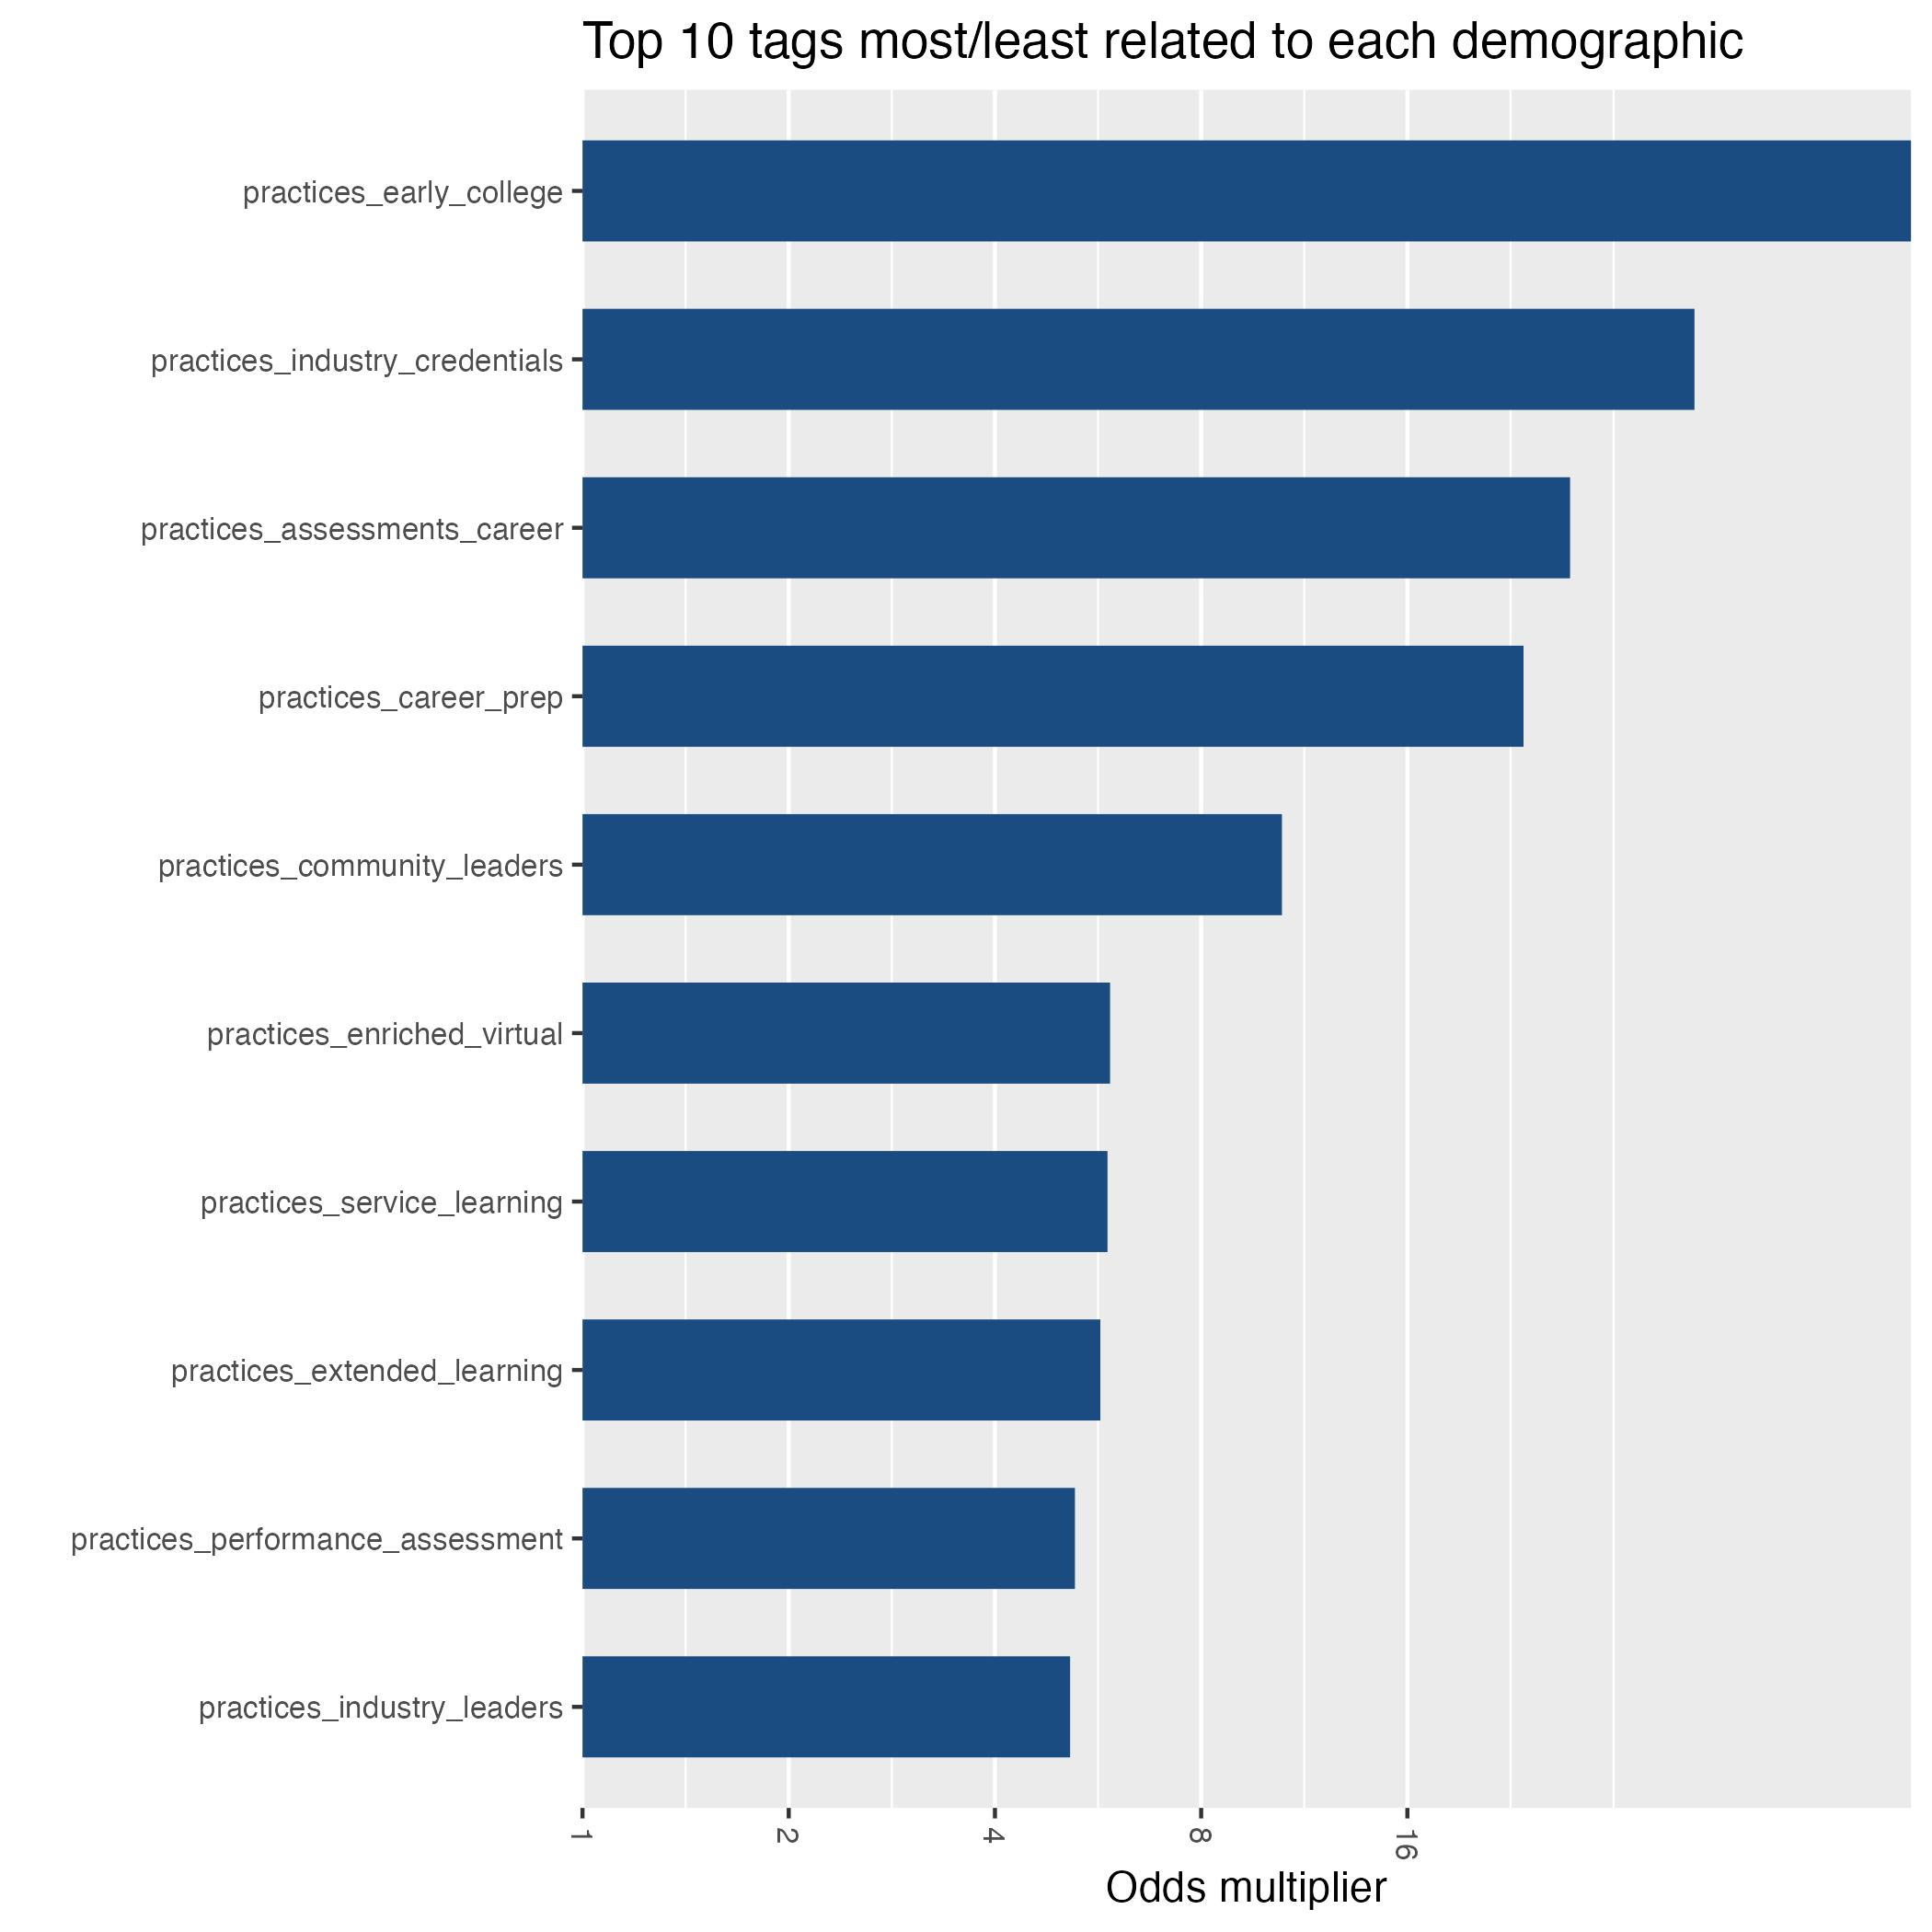 Top 10 tags most/least related to each demographic
practices_early_college
practices_industry_credentials
practices_assessments_career
practices_career_prep
practices_community_leaders
practices_enriched_virtual
practices_service_learning
practices_extended_learning
practices_performance_assessment
practices_industry_leaders
1 2 4 8 16
Odds multiplier